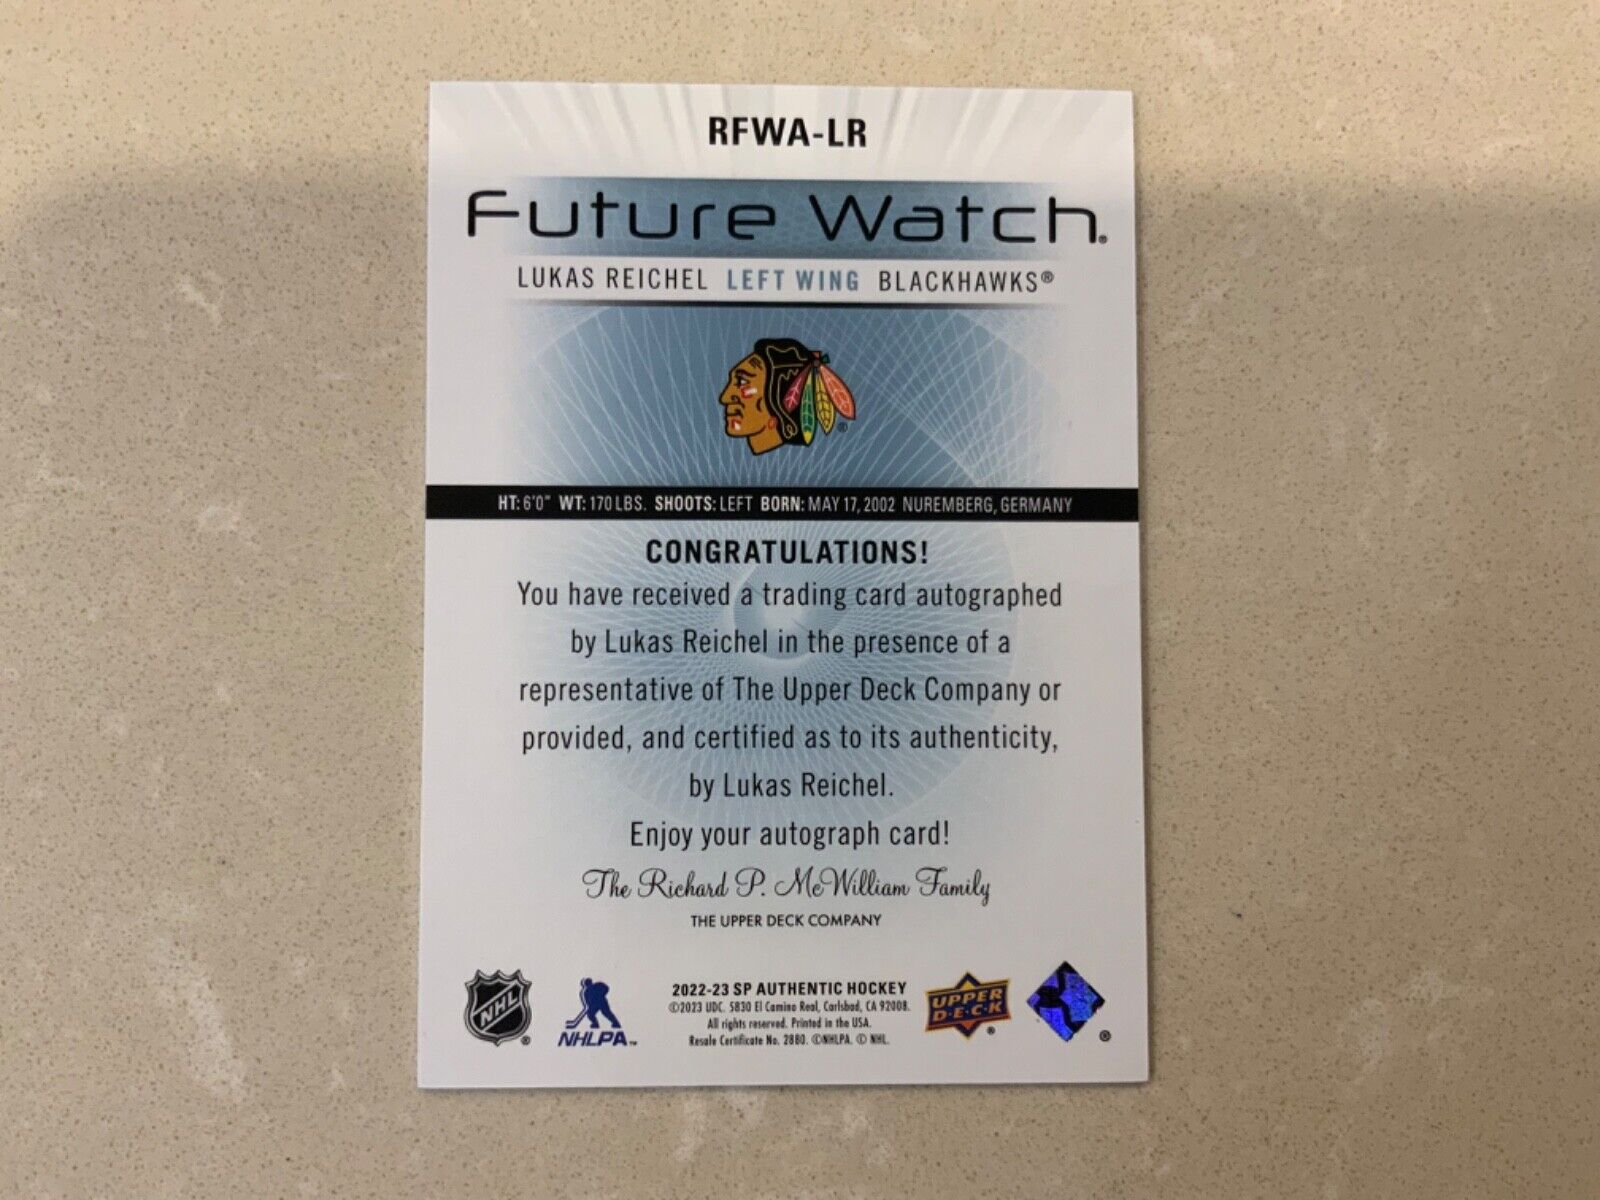 RFWA-LR
Future Watch®
LUKAS REICHEL LEFT WING BLACKHAWKS®
HT: 6'0" WT: 170 LBS. SHOOTS: LEFT BORN: MAY 17, 2002 NUREMBERG, GERMANY
CONGRATULATIONS!
You have received a trading card autographed
by Lukas Reichel in the presence of a
representative of The Upper Deck Company or
provided, and certified as to its authenticity,
by Lukas Reichel.
Enjoy your autograph card!
The Richard P. McWilliam Family
THE UPPER DECK COMPANY
NHL®
NHLPA™
2022-23 SP AUTHENTIC HOCKEY
©2023 UDC. 5830 El Camino Real, Carlsbad, CA 92008.
All rights reserved. Printed in the USA.
Resale Certificate No. 2880. ©NHLPA. © NHL.
UPPER
D·E·C·K®